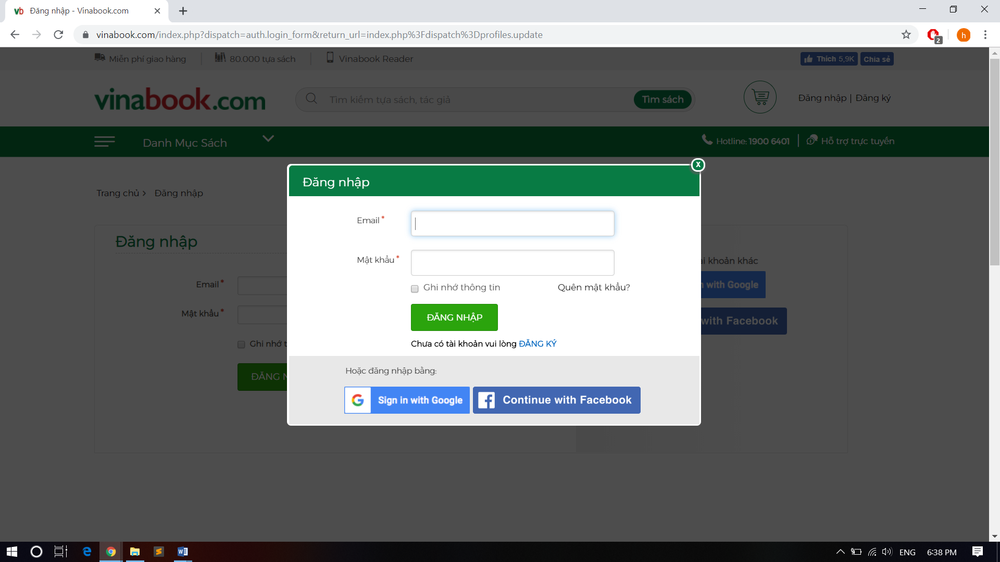 Đăng nhập - Vinabook.com
vinabook.com/index.php?dispatch=auth.login_form&return_url=index.php%3Fdispatch%3Dprofiles.update
2
h
Miễn phí giao hàng
80.000 tựa sách
Vinabook Reader
Thích 5,9K
Chia sẻ
vinabook.com
Tìm kiếm tựa sách, tác giả
Tìm sách
Đăng nhập | Đăng ký
Danh Mục Sách
Hotline: 1900 6401
Hỗ trợ trực tuyến
Trang chủ > Đăng nhập
X
Đăng nhập
Email *
Mật khẩu *
Ghi nhớ thông tin
Quên mật khẩu?
ĐĂNG NHẬP
Chưa có tài khoản vui lòng ĐĂNG KÝ
Hoặc đăng nhập bằng:
Sign in with Google
Continue with Facebook
Đăng nhập
Email *
Mật khẩu *
Ghi nhớ
ĐĂNG
khoản khác
with Google
with Facebook
ENG
6:38 PM